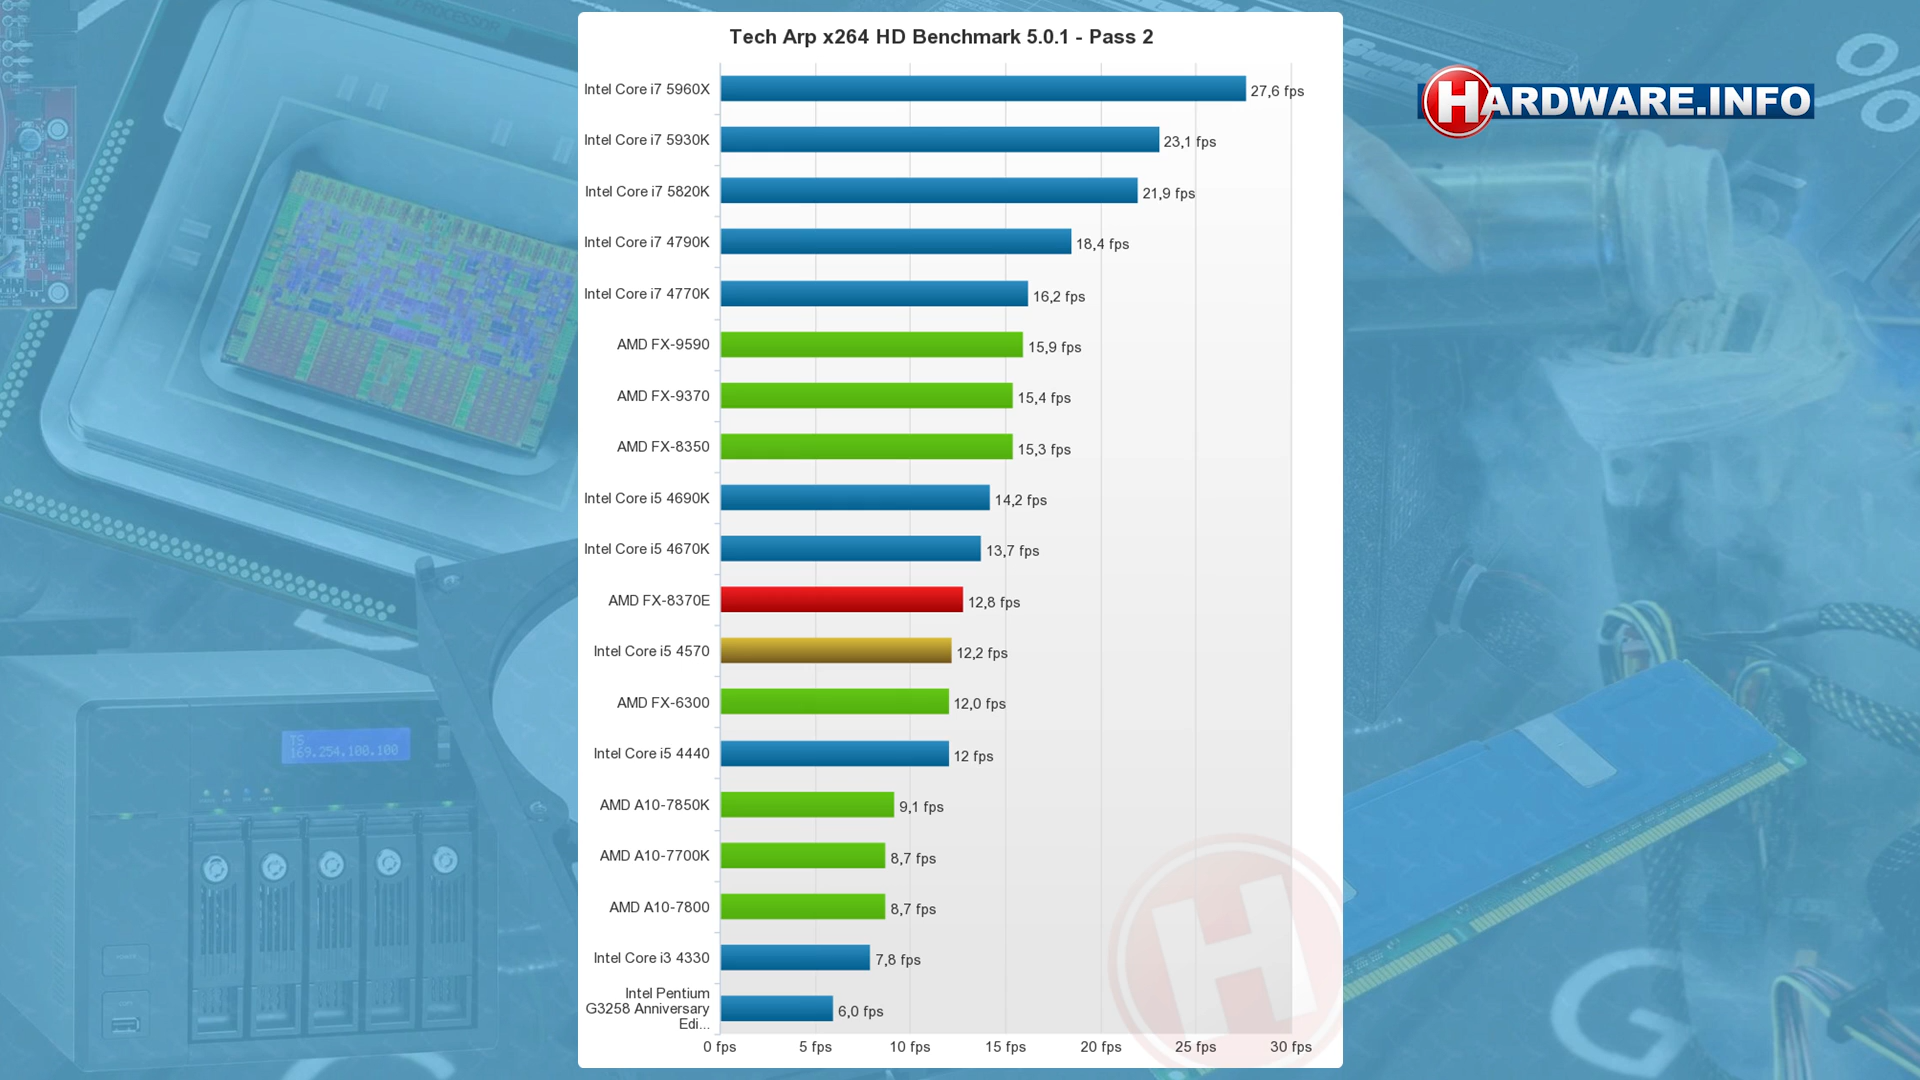 Tech Arp x264 HD Benchmark 5.0.1 - Pass 2
HARDWARE.INFO
Intel Core i7 5960X 27,6 fps
Intel Core i7 5930K 23,1 fps
Intel Core i7 5820K 21,9 fps
Intel Core i7 4790K 18,4 fps
Intel Core i7 4770K 16,2 fps
AMD FX-9590 15,9 fps
AMD FX-9370 15,4 fps
AMD FX-8350 15,3 fps
Intel Core i5 4690K 14,2 fps
Intel Core i5 4670K 13,7 fps
AMD FX-8370E 12,8 fps
Intel Core i5 4570 12,2 fps
AMD FX-6300 12,0 fps
Intel Core i5 4440 12 fps
AMD A10-7850K 9,1 fps
AMD A10-7700K 8,7 fps
AMD A10-7800 8,7 fps
Intel Core i3 4330 7,8 fps
Intel Pentium
G3258 Anniversary
Edi...
6,0 fps
0 fps 5 fps 10 fps 15 fps 20 fps 25 fps 30 fps
TS
169.254.100.100
H
%
G